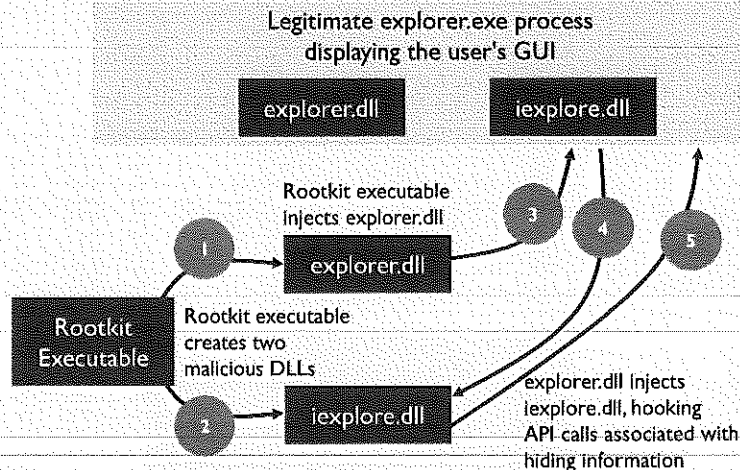 Legitimate explorer.exe process
displaying the user's GUI
explorer.dll
iexplore.dll
Rootkit executable
injects explorer.dll
1
3
4
5
explorer.dll
Rootkit
Executable
Rootkit executable
creates two
malicious DLLs
2
iexplore.dll
explorer.dll injects
iexplore.dll, hooking
API calls associated with
hiding information